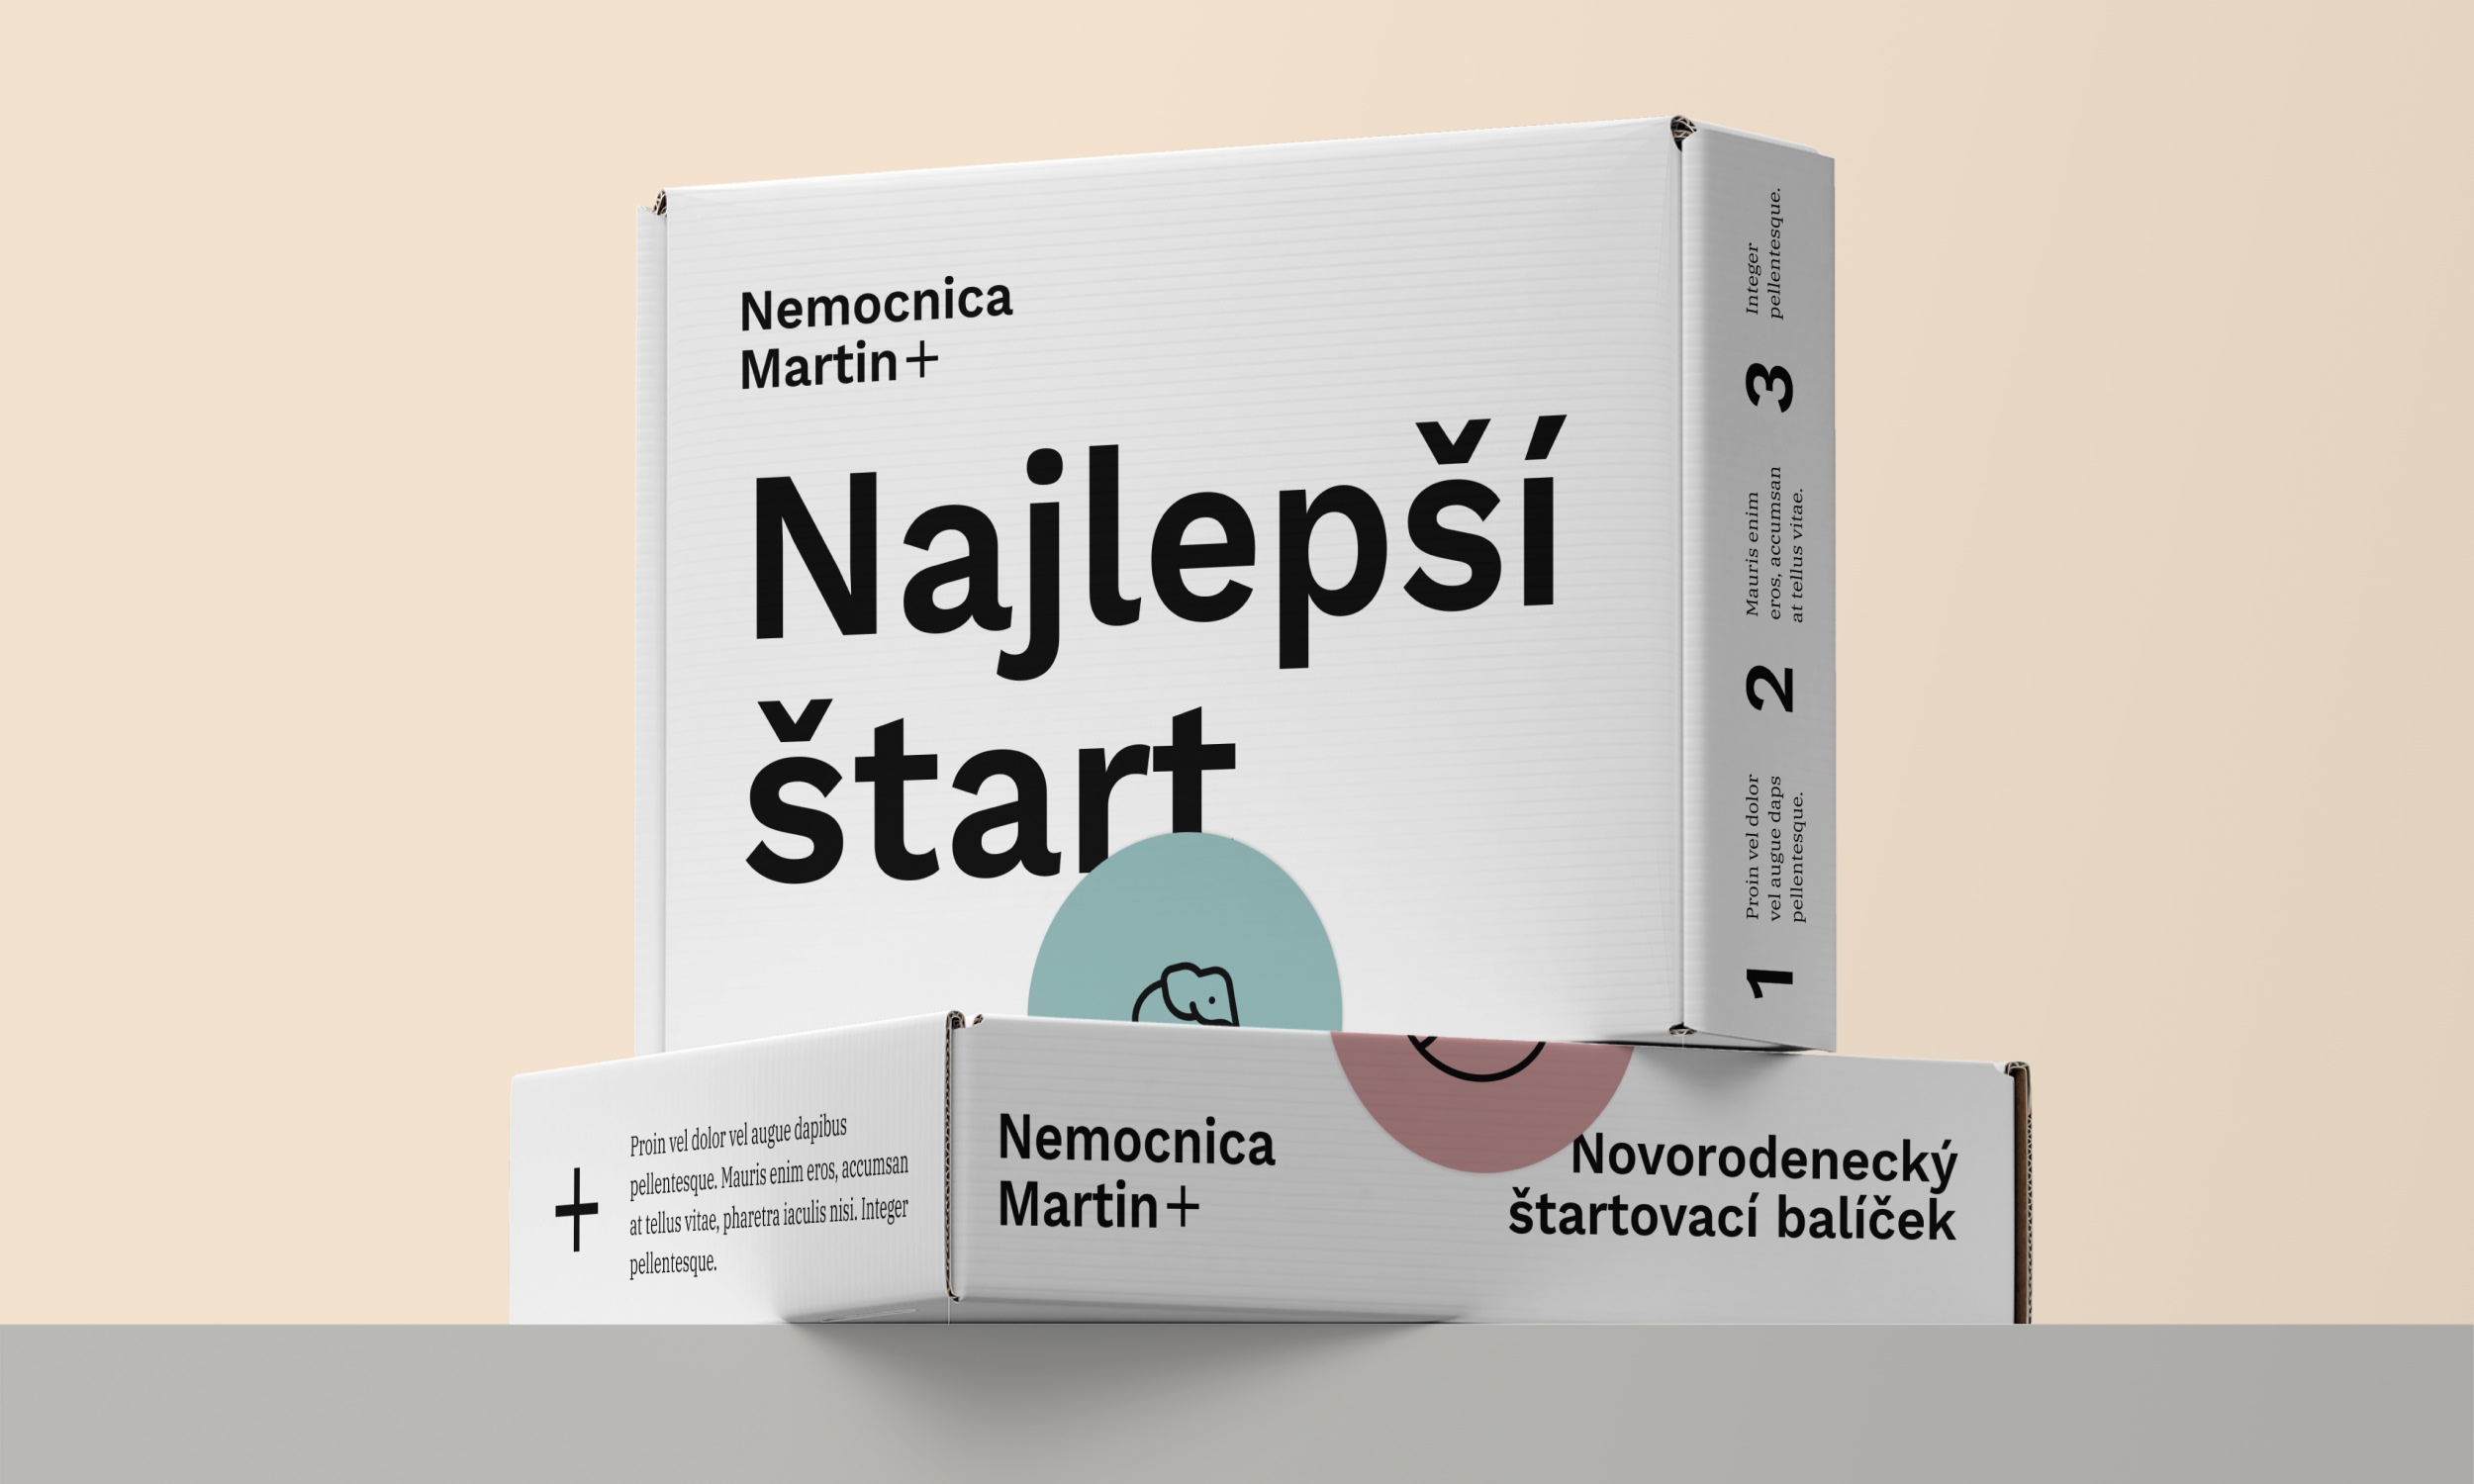 Nemocnica
Martin+
Najlepší
štart
1
Proin vel dolor
vel augue daps
pellentesque.
2
Mauris enim
eros, accumsan
at tellus vitae.
3
Integer
pellentesque.
+
Proin vel dolor vel augue dapibus
pellentesque. Mauris enim eros, accumsan
at tellus vitae, pharetra iaculis nisi. Integer
pellentesque.
Nemocnica
Martin+
Novorodenecký
štartovací balíček